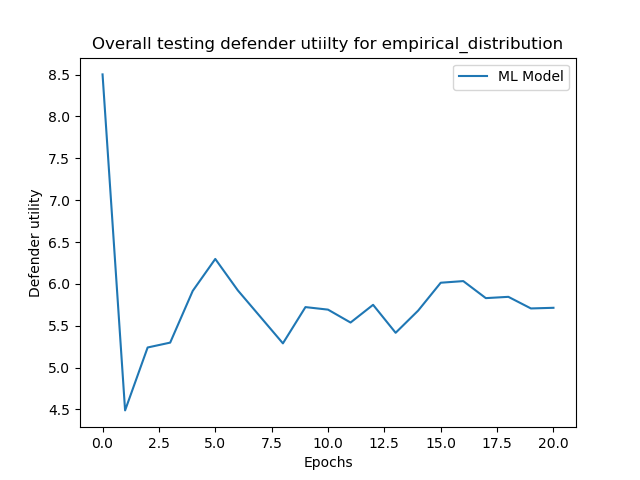 Overall testing defender utiilty for empirical_distribution
ML Model
Defender utility
8.5
8.0
7.5
7.0
6.5
6.0
5.5
5.0
4.5
0.0 2.5 5.0 7.5 10.0 12.5 15.0 17.5 20.0
Epochs